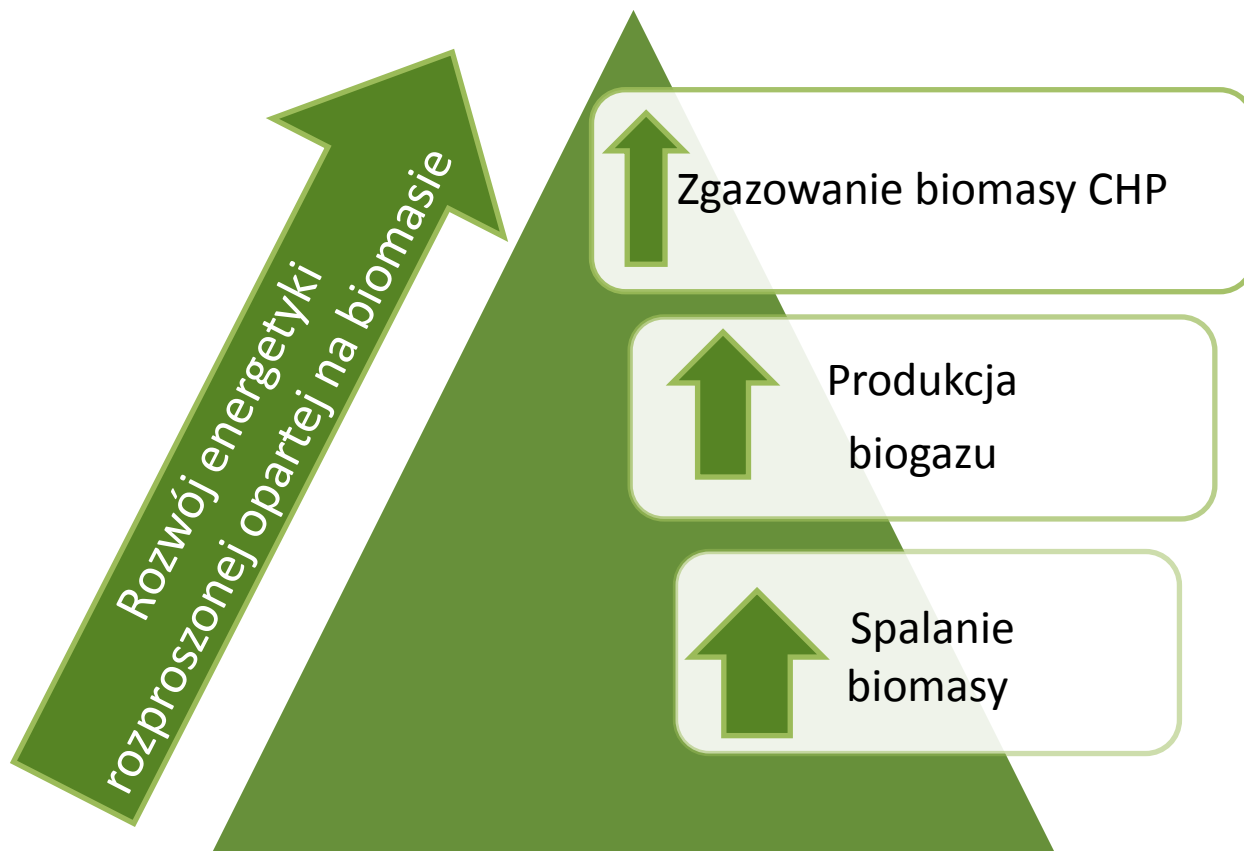 Rozwój energetyki
rozproszonej opartej na biomasie
Zgazowanie biomasy CHP
Produkcja
biogazu
Spalanie
biomasy